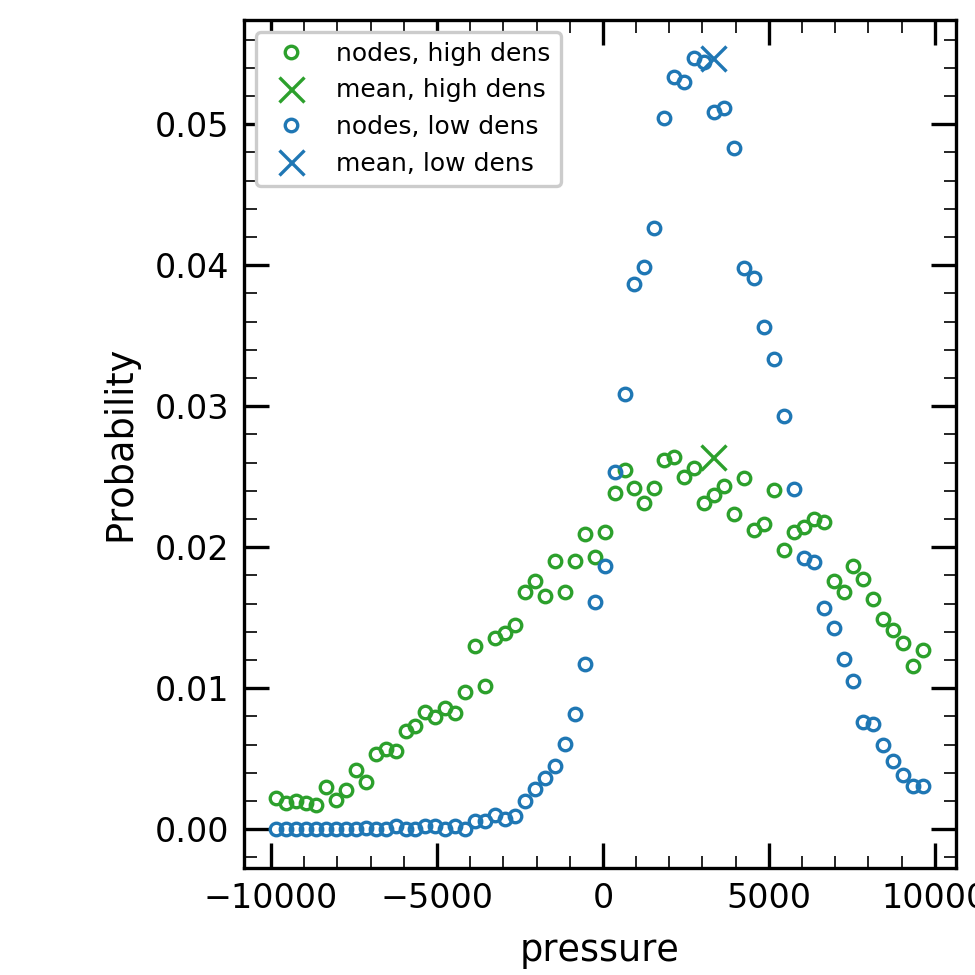 nodes, high dens
mean, high dens
nodes, low dens
mean, low dens
0.05
0.04
0.03
0.02
0.01
0.00
Probability
−10000 −5000 0 5000 10000
pressure